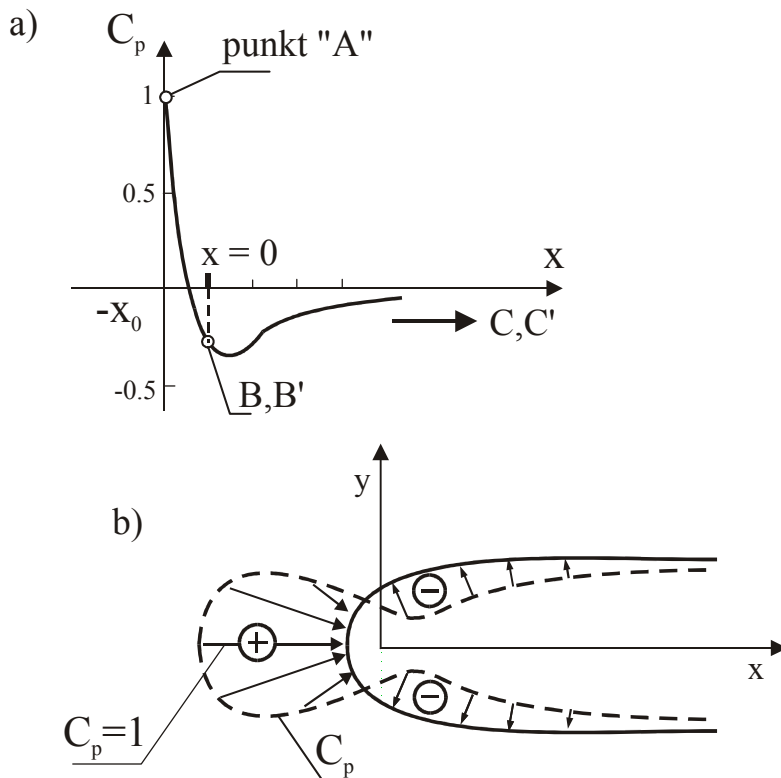 a)
C_p
punkt "A"
1
0.5
x = 0
x
-x_0
C,C'
-0.5
B,B'
b)
y
-
+
x
-
C_p=1
C_p